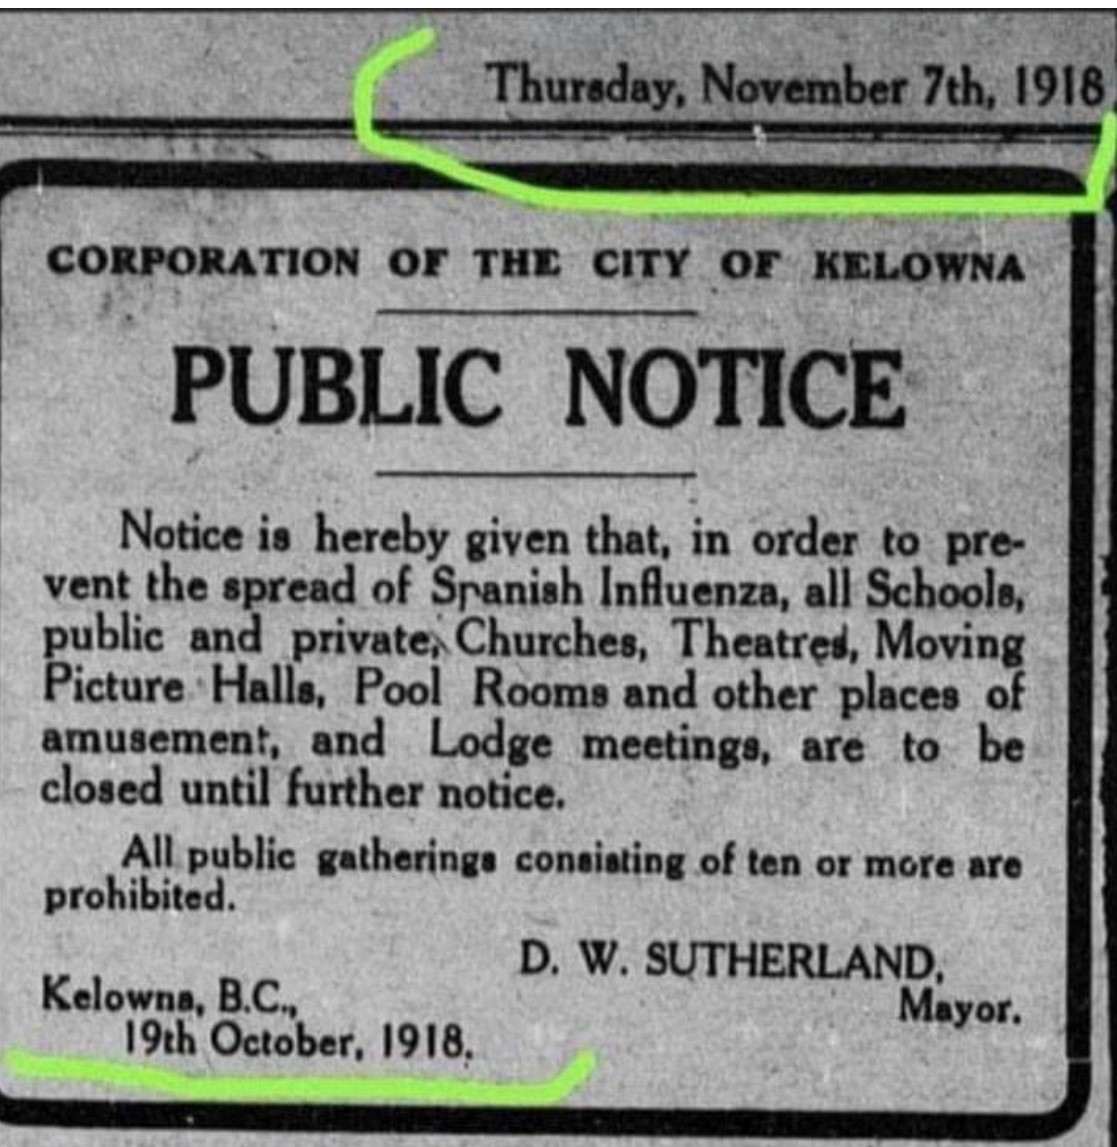 Thursday, November 7th, 1918
CORPORATION OF THE CITY OF KELOWNA
PUBLIC NOTICE
Notice is hereby given that, in order to pre-
vent the spread of Spanish Influenza, all Schools,
public and private, Churches, Theatres, Moving
Picture Halls, Pool Rooms and other places of
amusement, and Lodge meetings, are to be
closed until further notice.
All public gatherings consisting of ten or more are
prohibited.
D. W. SUTHERLAND,
Mayor.
Kelowna, B.C.,
19th October, 1918.